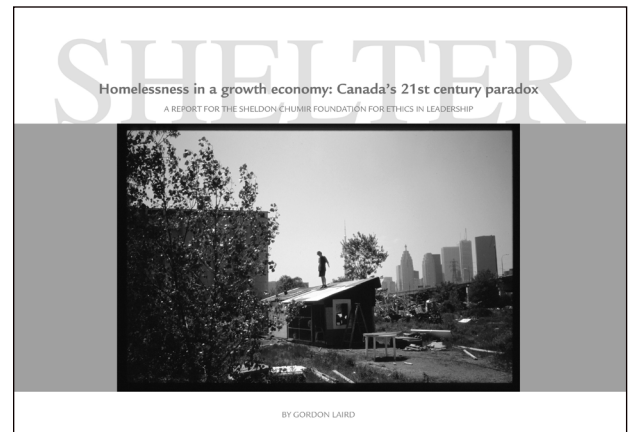 SHELTER
Homelessness in a growth economy: Canada's 21st century paradox
A REPORT FOR THE SHELDON CHUMIR FOUNDATION FOR ETHICS IN LEADERSHIP
BY GORDON LAIRD